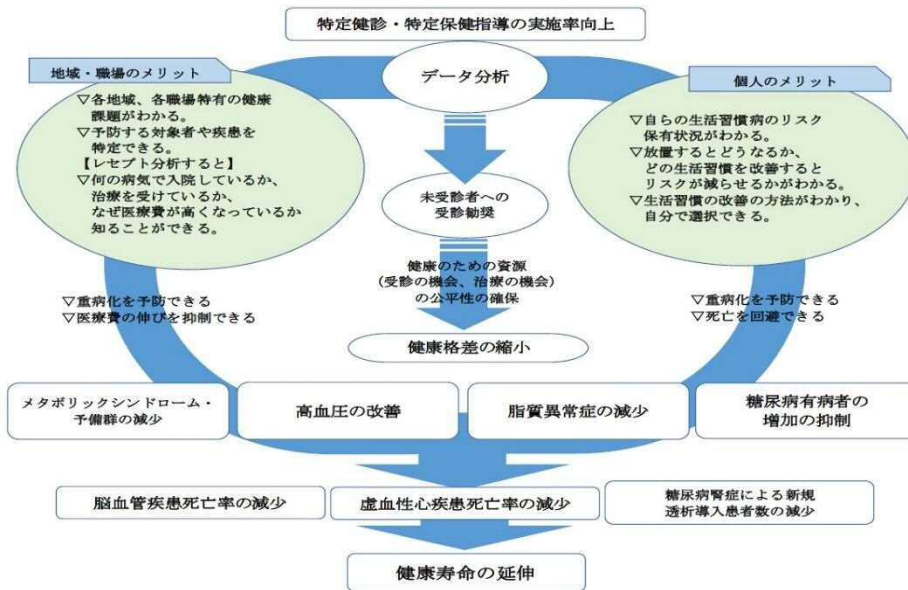 特定健診・特定保健指導の実施率向上
データ分析
地域・職場のメリット
▽各地域、各職場特有の健康
課題がわかる。
▽予防する対象者や疾患を
特定できる。
【レセプト分析すると】
▽何の病気で入院しているか、
治療を受けているか、
なぜ医療費が高くなっているか
知ることができる。
個人のメリット
▽自らの生活習慣病のリスク
保有状況がわかる。
▽放置するとどうなるか、
どの生活習慣を改善すると
リスクが減らせるかがわかる。
▽生活習慣の改善の方法がわかり、
自分で選択できる。
未受診者への
受診勧奨
健康のための資源
(受診の機会、治療の機会)
の公平性の確保
▽重病化を予防できる
▽医療費の伸びを抑制できる
▽重病化を予防できる
▽死亡を回避できる
健康格差の縮小
メタボリックシンドローム・
予備群の減少
高血圧の改善
脂質異常症の減少
糖尿病有病者の
増加の抑制
脳血管疾患死亡率の減少
虚血性心疾患死亡率の減少
糖尿病腎症による新規
透析導入患者数の減少
健康寿命の延伸